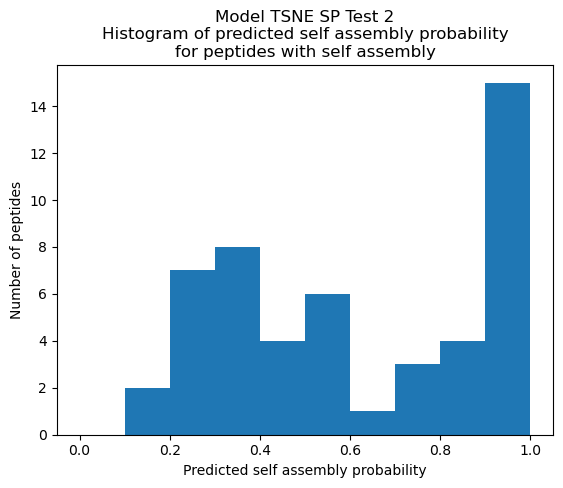 Model TSNE SP Test 2
Histogram of predicted self assembly probability
for peptides with self assembly
14
12
10
8
6
4
2
0
Number of peptides
0.0 0.2 0.4 0.6 0.8 1.0
Predicted self assembly probability